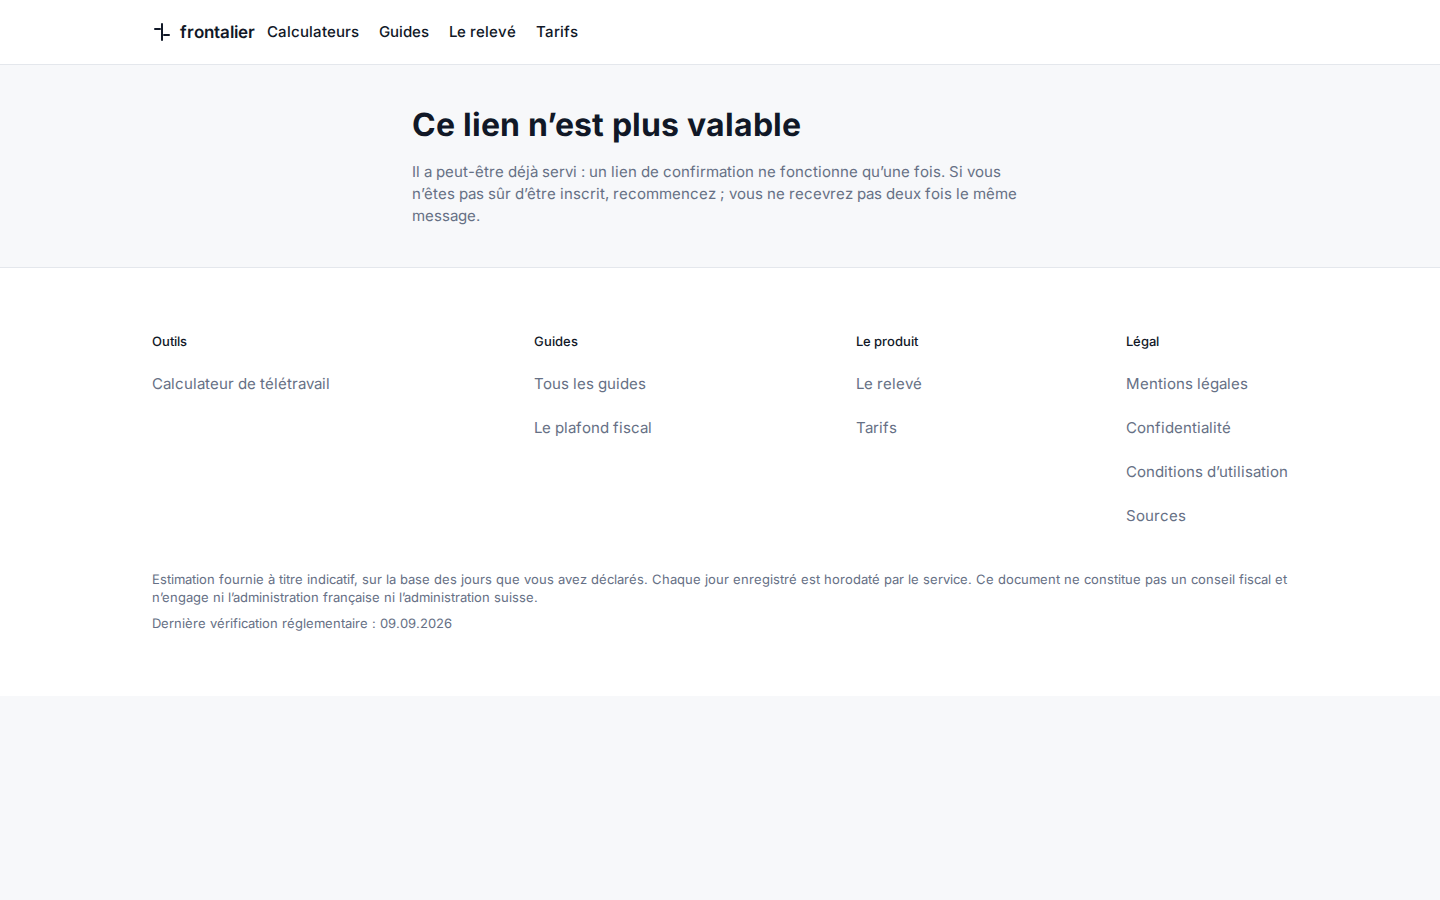 frontalier Calculateurs Guides Le relevé Tarifs
Ce lien n’est plus valable
Il a peut-être déjà servi : un lien de confirmation ne fonctionne qu’une fois. Si vous
n’êtes pas sûr d’être inscrit, recommencez ; vous ne recevrez pas deux fois le même
message.
Outils
Calculateur de télétravail
Guides
Tous les guides
Le plafond fiscal
Le produit
Le relevé
Tarifs
Légal
Mentions légales
Confidentialité
Conditions d’utilisation
Sources
Estimation fournie à titre indicatif, sur la base des jours que vous avez déclarés. Chaque jour enregistré est horodaté par le service. Ce document ne constitue pas un conseil fiscal et
n’engage ni l’administration française ni l’administration suisse.
Dernière vérification réglementaire : 09.09.2026